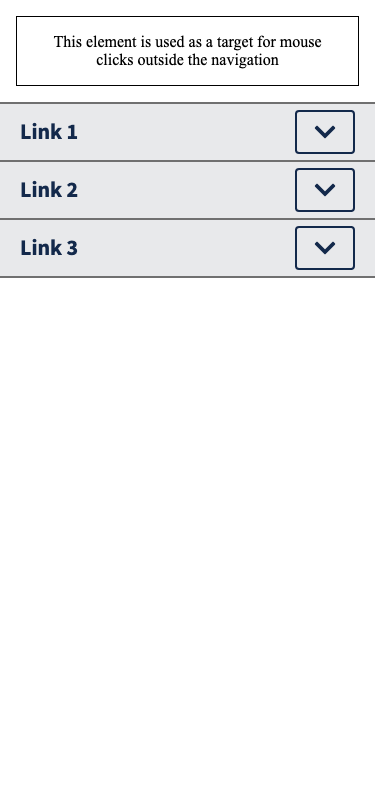 This element is used as a target for mouse
clicks outside the navigation
Link 1
Link 2
Link 3